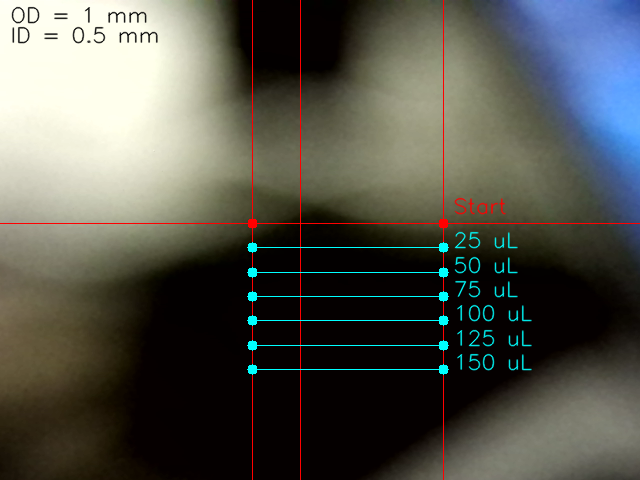 OD = 1 mm
ID = 0.5 mm
Start
25 uL
50 uL
75 uL
100 uL
125 uL
150 uL